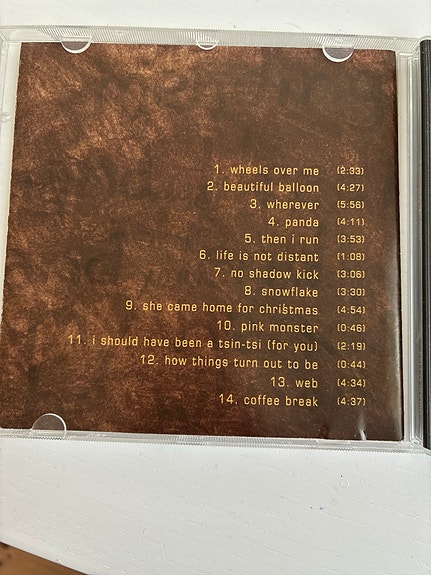 1. wheels over me (2:33)
2. beautiful balloon (4:27)
3. wherever (5:56)
4. panda (4:11)
5. then i run (3:53)
6. life is not distant (1:08)
7. no shadow kick (3:06)
8. snowflake (3:30)
9. she came home for christmas (4:54)
10. pink monster (0:46)
11. i should have been a tsin-tsi (for you) (2:19)
12. how things turn out to be (0:44)
13. web (4:34)
14. coffee break (4:37)